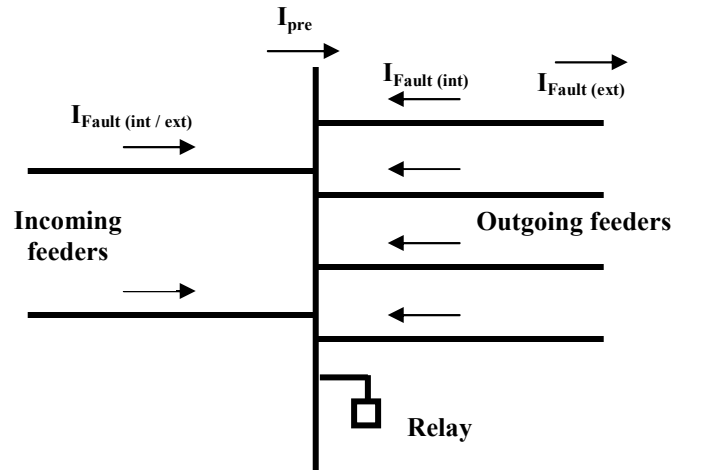 I_pre
I_Fault (int)
I_Fault (ext)
I_Fault (int / ext)
Incoming
feeders
Outgoing feeders
Relay